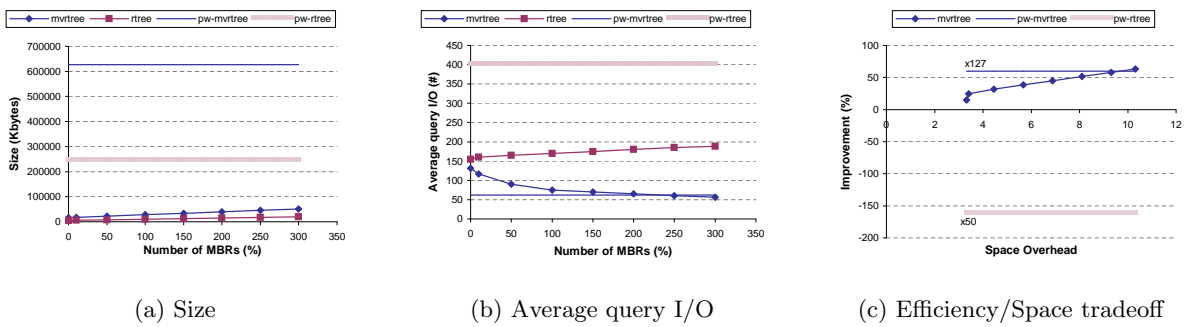 mvrtree rtree pw-mvrtree pw-rtree
700000
600000
500000
400000
300000
200000
100000
0
Size (Kbytes)
0 50 100 150 200 250 300 350
Number of MBRs (%)
(a) Size
mvrtree rtree pw-mvrtree pw-rtree
450
400
350
300
250
200
150
100
50
0
Average query I/O (#)
0 50 100 150 200 250 300 350
Number of MBRs (%)
(b) Average query I/O
mvrtree pw-mvrtree pw-rtree
100
50
0
-50
-100
-150
-200
Improvement (%)
x127
0 2 4 6 8 10 12
x50
Space Overhead
(c) Efficiency/Space tradeoff